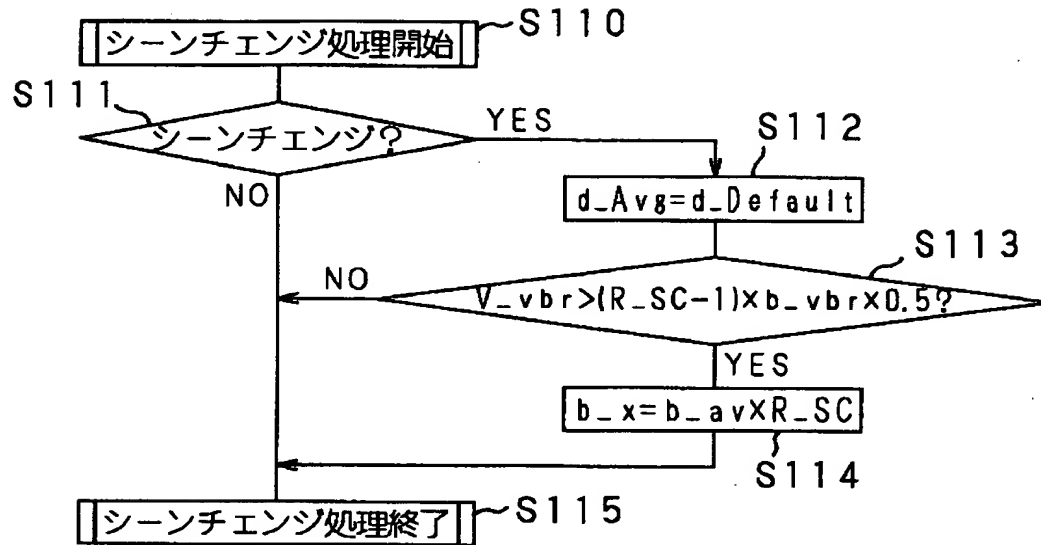 シーンチェンジ処理開始
S110
S111
シーンチェンジ?
YES
NO
S112
d_Avg=d_Default
S113
NO
V_vbr>(R_SC-1)×b_vbr×0.5?
YES
b_x=b_av×R_SC
S114
シーンチェンジ処理終了
S115